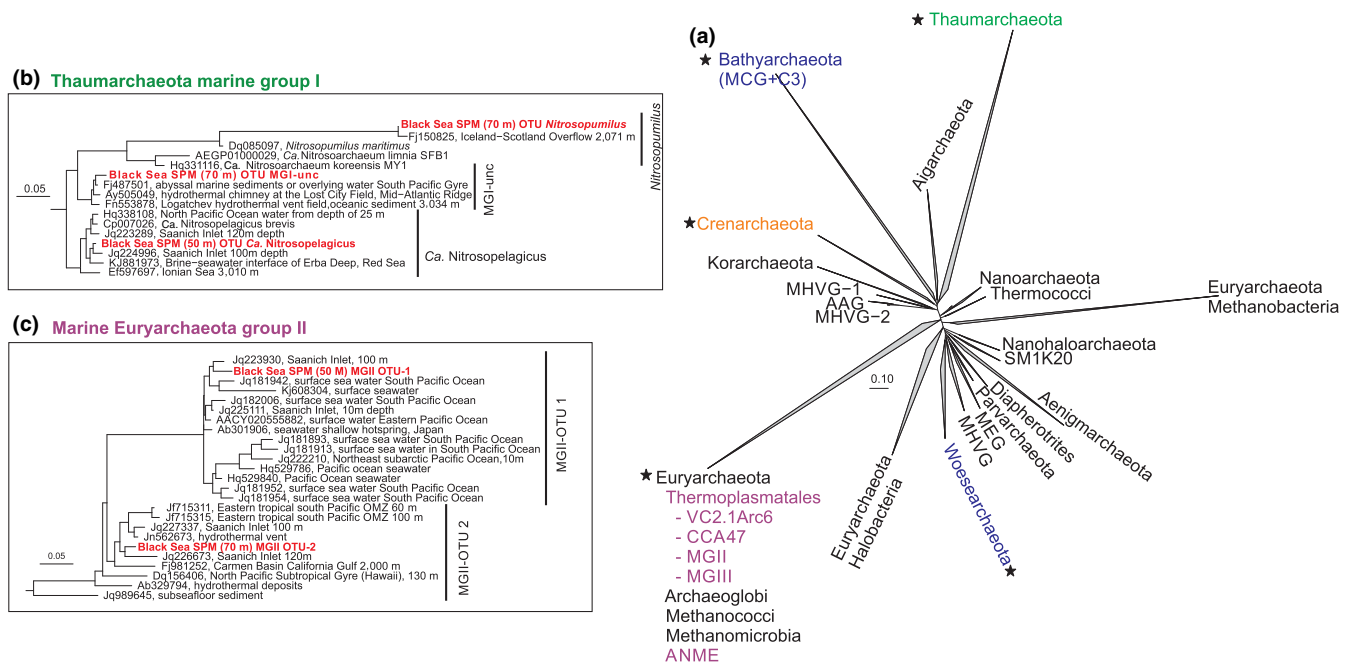 (b) Thaumarchaeota marine group I
Black Sea SPM (70 m) OTU Nitrosopumilus
Fj150825, Iceland−Scotland Overflow 2,071 m
Dq085097, Nitrosopumilus maritimus
AEGP01000029, Ca. Nitrosoarchaeum limnia SFB1
Hq331116, Ca. Nitrosoarchaeum koreensis MY1
Black Sea SPM (70 m) OTU MGI-unc
Fj487501, abyssal marine sediments or overlying water South Pacific Gyre
Ay505049, hydrothermal chimney at the Lost City Field, Mid−Atlantic Ridge
Fn553878, Logatchev hydrothermal vent field,oceanic sediment 3,034 m
Hq338108, North Pacific Ocean water from depth of 25 m
Cp007026, Ca. Nitrosopelagicus brevis
Jq223289, Saanich Inlet 120m depth
Black Sea SPM (50 m) OTU Ca. Nitrosopelagicus
Jq224996, Saanich Inlet 100m depth
KJ881973, Brine−seawater interface of Erba Deep, Red Sea
Ef597697, Ionian Sea 3,010 m
0.05
Nitrosopumilus
MGI-unc
Ca. Nitrosopelagicus
(c) Marine Euryarchaeota group II
Jq223930, Saanich Inlet, 100 m
Black Sea SPM (50 M) MGII OTU-1
Jq181942, surface sea water South Pacific Ocean
Kj608304, surface seawater
Jq182006, surface sea water South Pacific Ocean
Jq225111, Saanich Inlet, 10m depth
AACY020555882, surface water Eastern Pacific Ocean
Ab301906, seawater shallow hotspring, Japan
Jq181893, surface sea water South Pacific Ocean
Jq181913, surface sea water in South Pacific Ocean
Jq222210, Northeast subarctic Pacific Ocean,10m
Hq529786, Pacific ocean seawater
Hq529840, Pacific Ocean seawater
Jq181952, surface sea water South Pacific Ocean
Jq181954, surface sea water South Pacific Ocean
Jf715311, Eastern tropical south Pacific OMZ 60 m
Jf715315, Eastern tropical south Pacific OMZ 100 m
Jq227337, Saanich Inlet 100 m
Jn562673, hydrothermal vent
Black Sea SPM (70 m) MGII OTU-2
Jq226673, Saanich Inlet 120m
Fj981252, Carmen Basin California Gulf 2,000 m
Dq156406, North Pacific Subtropical Gyre (Hawaii), 130 m
Ab329794, hydrothermal deposits
Jq989645, subseafloor sediment
0.05
MGII-OTU 1
MGII-OTU 2
(a)
Thaumarchaeota
Bathyarchaeota
(MCG+C3)
Aigarchaeota
Crenarchaeota
Korarchaeota
MHVG−1
AAG
MHVG−2
Nanoarchaeota
Thermococci
Euryarchaeota
Methanobacteria
Nanohaloarchaeota
SM1K20
Aenigmarchaeota
Diapherotrites
Parvarchaeota
MEG
MHVG
Woesearchaeota
Euryarchaeota
Halobacteria
0.10
Euryarchaeota
Thermoplasmatales
- VC2.1Arc6
- CCA47
- MGII
- MGIII
Archaeoglobi
Methanococci
Methanomicrobia
ANME